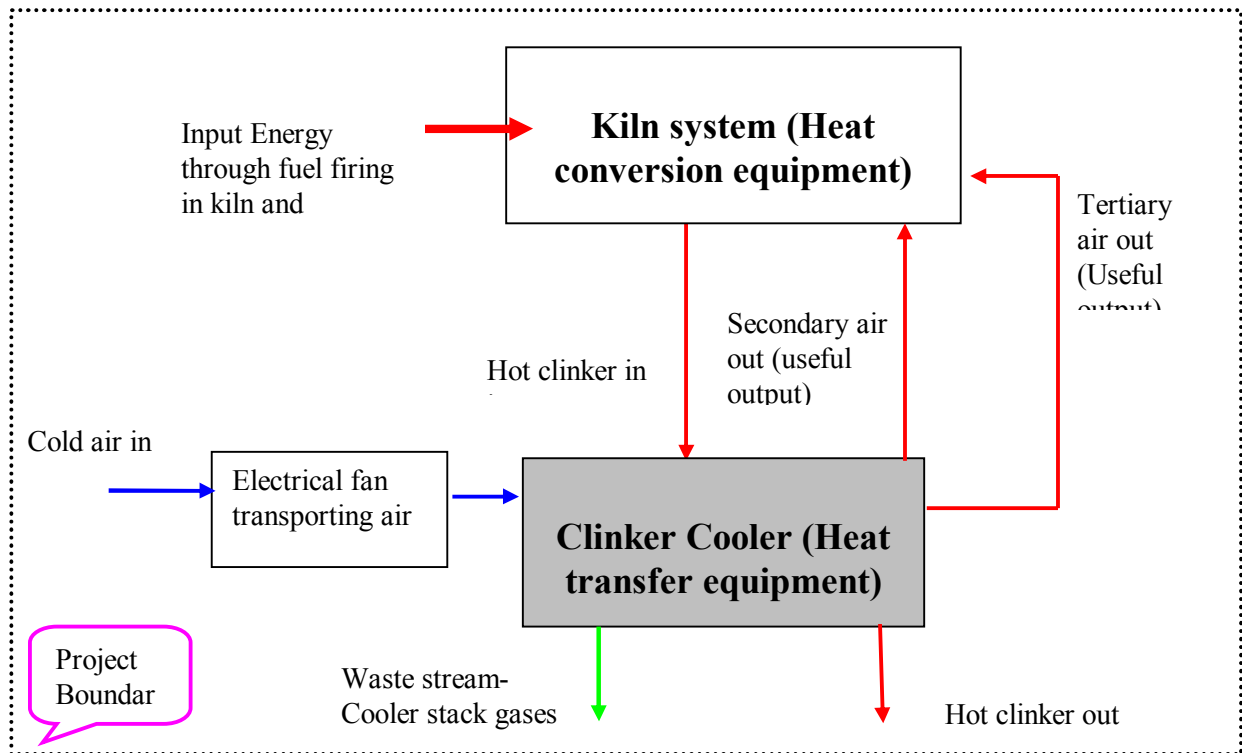 Kiln system (Heat
conversion equipment)
Input Energy
through fuel firing
in kiln and
Tertiary
air out
(Useful
output)
Secondary air
out (useful
output)
Hot clinker in
Cold air in
Electrical fan
transporting air
Clinker Cooler (Heat
transfer equipment)
Project
Boundar
Waste stream-
Cooler stack gases
Hot clinker out